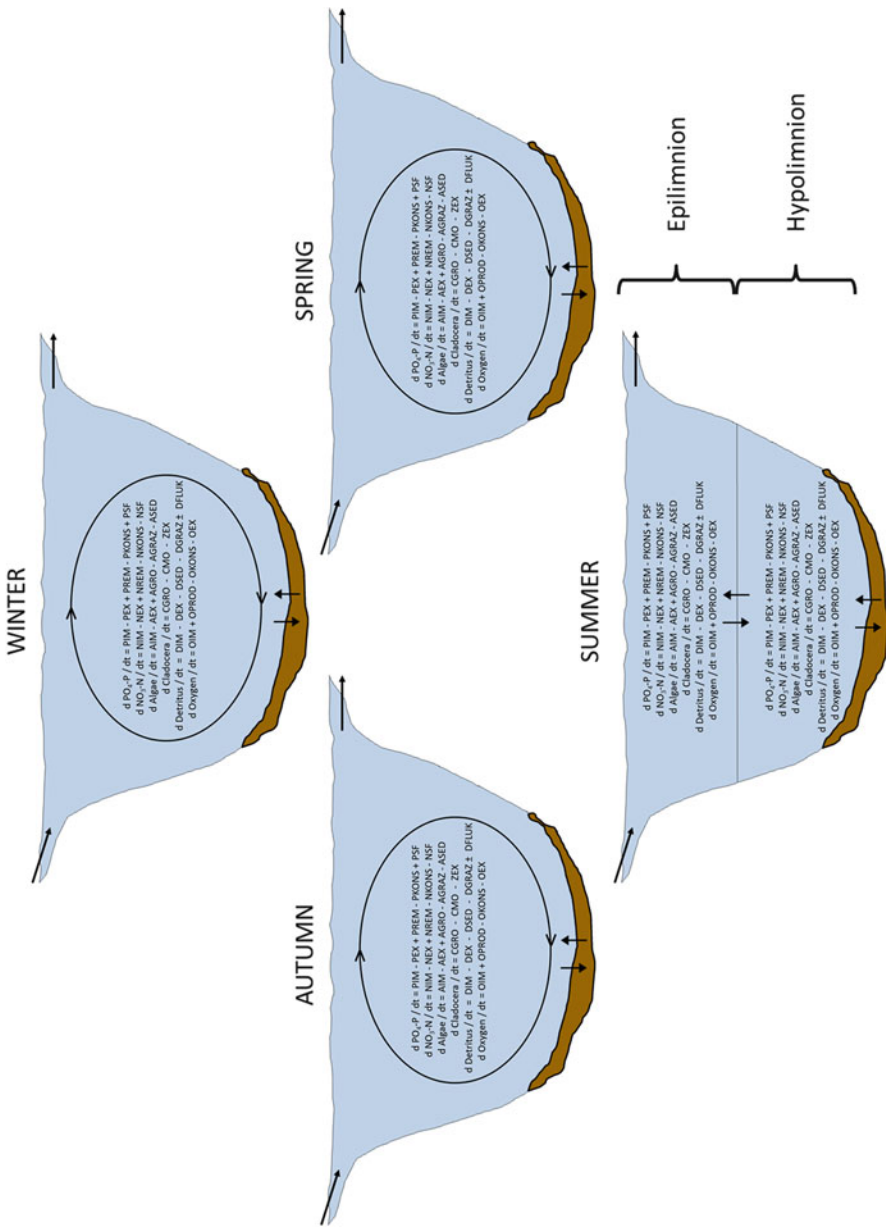 WINTER
d PO₄-P / dt = PIM - PEX + PREM - PKONS + PSF
d NO₃-N / dt = NIM - NEX + NREM - NKONS - NSF
d Algae / dt = AIM - AEX + AGRO - AGRAZ - ASED
d Cladocera / dt = CGRO - CMO - ZEX
d Detritus / dt = DIM - DEX - DSED - DGRAZ ± DFLUK
d Oxygen / dt = OIM + OPROD - OKONS - OEX
AUTUMN
d PO₄-P / dt = PIM - PEX + PREM - PKONS + PSF
d NO₃-N / dt = NIM - NEX + NREM - NKONS - NSF
d Algae / dt = AIM - AEX + AGRO - AGRAZ - ASED
d Cladocera / dt = CGRO - CMO - ZEX
d Detritus / dt = DIM - DEX - DSED - DGRAZ ± DFLUK
d Oxygen / dt = OIM + OPROD - OKONS - OEX
SPRING
d PO₄-P / dt = PIM - PEX + PREM - PKONS + PSF
d NO₃-N / dt = NIM - NEX + NREM - NKONS - NSF
d Algae / dt = AIM - AEX + AGRO - AGRAZ - ASED
d Cladocera / dt = CGRO - CMO - ZEX
d Detritus / dt = DIM - DEX - DSED - DGRAZ ± DFLUK
d Oxygen / dt = OIM + OPROD - OKONS - OEX
SUMMER
d PO₄-P / dt = PIM - PEX + PREM - PKONS + PSF
d NO₃-N / dt = NIM - NEX + NREM - NKONS - NSF
d Algae / dt = AIM - AEX + AGRO - AGRAZ - ASED
d Cladocera / dt = CGRO - CMO - ZEX
d Detritus / dt = DIM - DEX - DSED - DGRAZ ± DFLUK
d Oxygen / dt = OIM + OPROD - OKONS - OEX
Epilimnion
d PO₄-P / dt = PIM - PEX + PREM - PKONS + PSF
d NO₃-N / dt = NIM - NEX + NREM - NKONS - NSF
d Algae / dt = AIM - AEX + AGRO - AGRAZ - ASED
d Cladocera / dt = CGRO - CMO - ZEX
d Detritus / dt = DIM - DEX - DSED - DGRAZ ± DFLUK
d Oxygen / dt = OIM + OPROD - OKONS - OEX
Hypolimnion